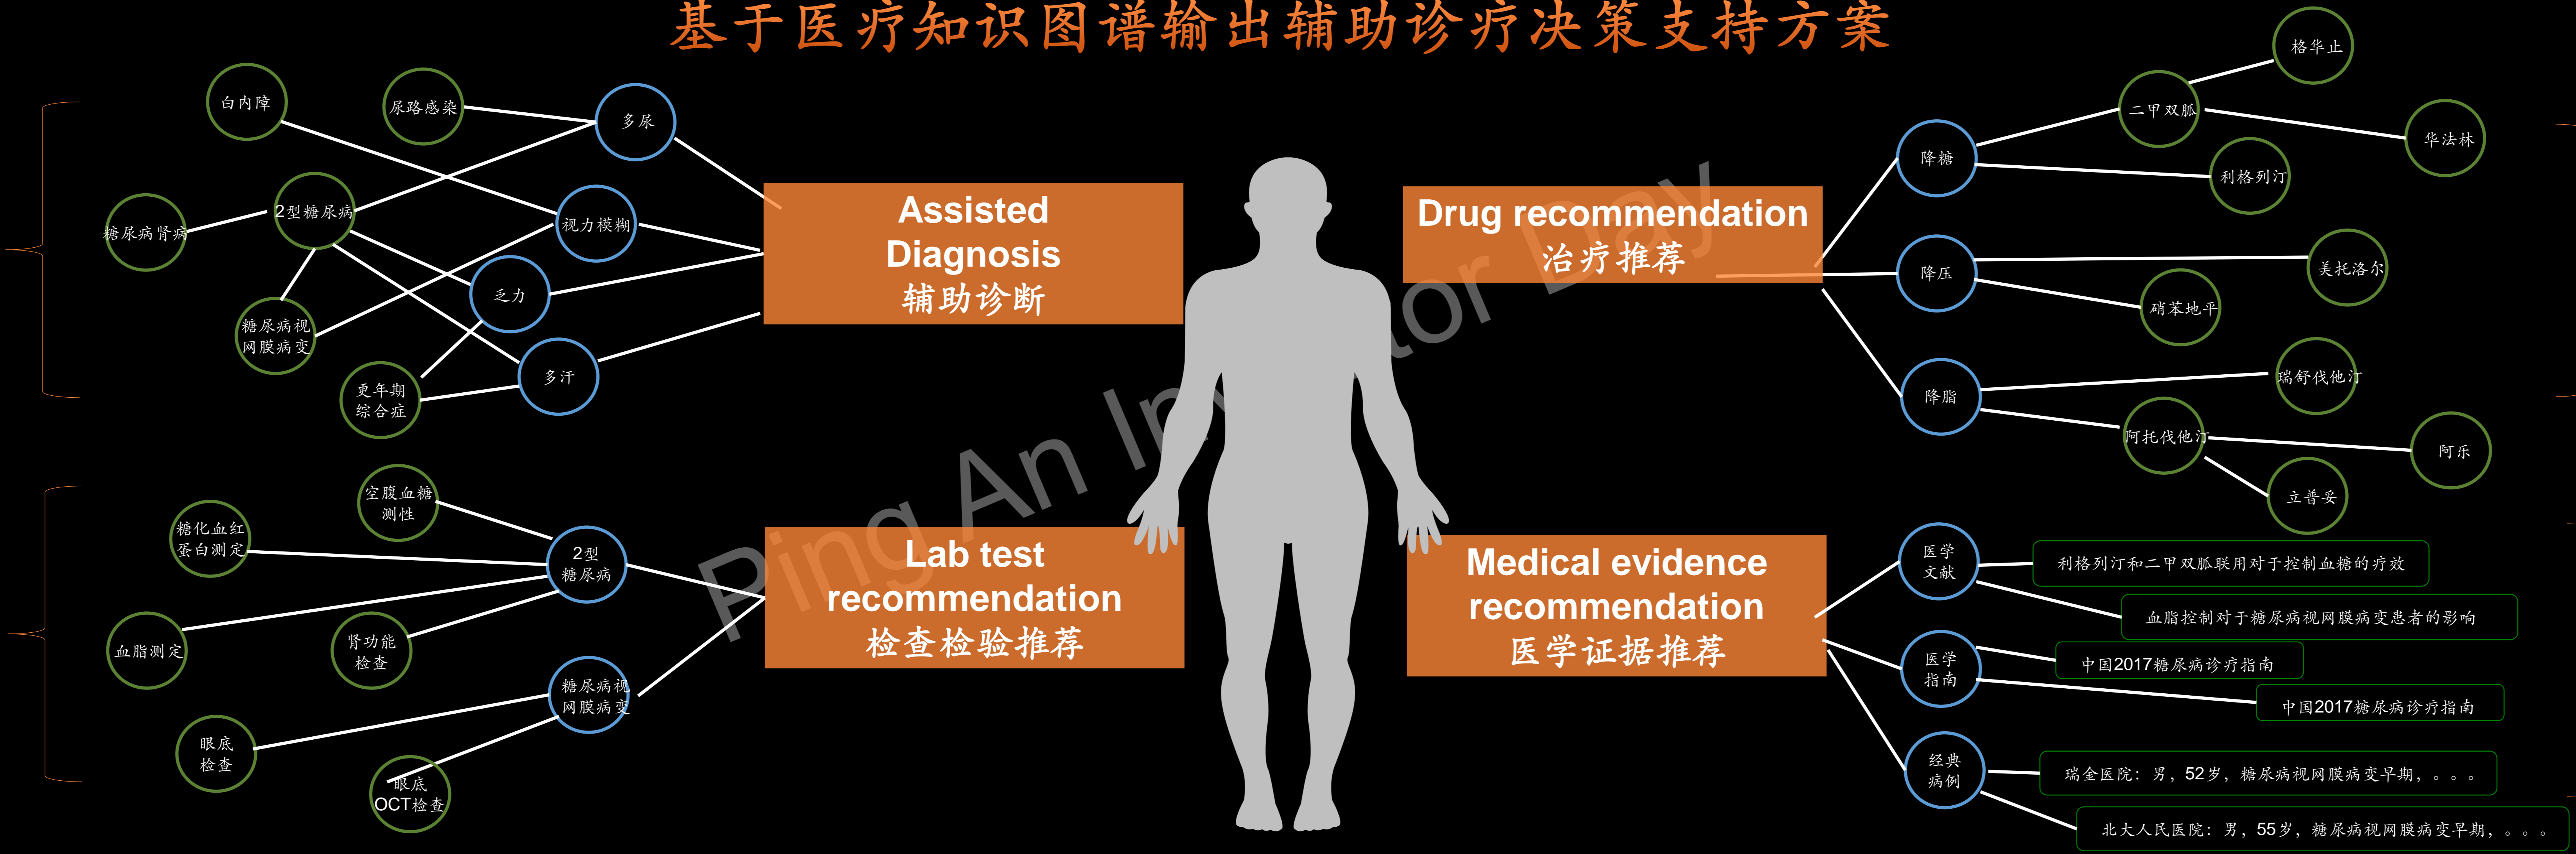 基于医疗知识图谱输出辅助诊疗决策支持方案
白内障
尿路感染
多尿
糖尿病肾病
2型糖尿病
视力模糊
乏力
糖尿病视
网膜病变
更年期
综合症
多汗
Assisted
Diagnosis
辅助诊断
空腹血糖
测性
糖化血红
蛋白测定
2型
糖尿病
血脂测定
肾功能
检查
糖尿病视
网膜病变
眼底
检查
眼底
OCT检查
Lab test
recommendation
检查检验推荐
Drug recommendation
治疗推荐
降糖
二甲双胍
格华止
华法林
利格列汀
降压
美托洛尔
硝苯地平
降脂
瑞舒伐他汀
阿托伐他汀
阿乐
立普妥
Medical evidence
recommendation
医学证据推荐
医学
文献
利格列汀和二甲双胍联用对于控制血糖的疗效
血脂控制对于糖尿病视网膜病变患者的影响
医学
指南
中国2017糖尿病诊疗指南
中国2017糖尿病诊疗指南
经典
病例
瑞金医院：男，52岁，糖尿病视网膜病变早期，。。。
北大人民医院：男，55岁，糖尿病视网膜病变早期，。。。
Ping An In tor Day